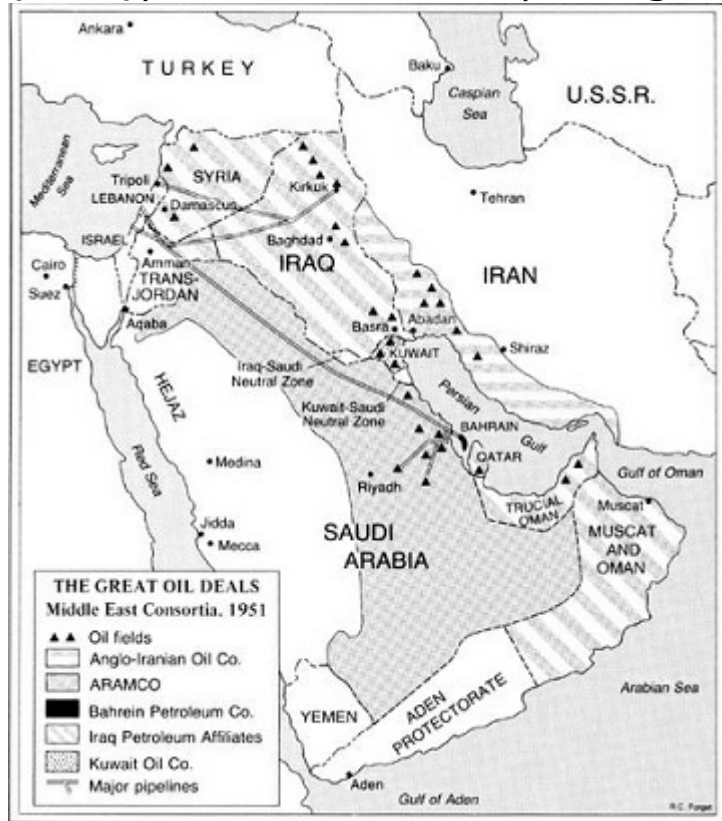 Ankara
TURKEY
Baku
Caspian
Sea
U.S.S.R.
Mediterranean
Sea
Tripoli
LEBANON
SYRIA
Damascus
Kirkuk
Tehran
ISRAEL
Baghdad
IRAQ
IRAN
Cairo
Suez
Amman
TRANS-
JORDAN
Aqaba
Basra
Abadan
Shiraz
EGYPT
KUWAIT
Iraq-Saudi
Neutral Zone
HEJAZ
Kuwait-Saudi
Neutral Zone
Persian
Gulf
BAHRAIN
QATAR
Gulf of Oman
Red Sea
Medina
Riyadh
TRUCIAL
OMAN
Muscat
Jidda
Mecca
SAUDI
ARABIA
MUSCAT
AND
OMAN
THE GREAT OIL DEALS
Middle East Consortia, 1951
Oil fields
Anglo-Iranian Oil Co.
ARAMCO
Bahrein Petroleum Co.
Iraq Petroleum Affiliates
Kuwait Oil Co.
Major pipelines
YEMEN
ADEN
PROTECTORATE
Arabian Sea
Aden
Gulf of Aden
R.C. Forget